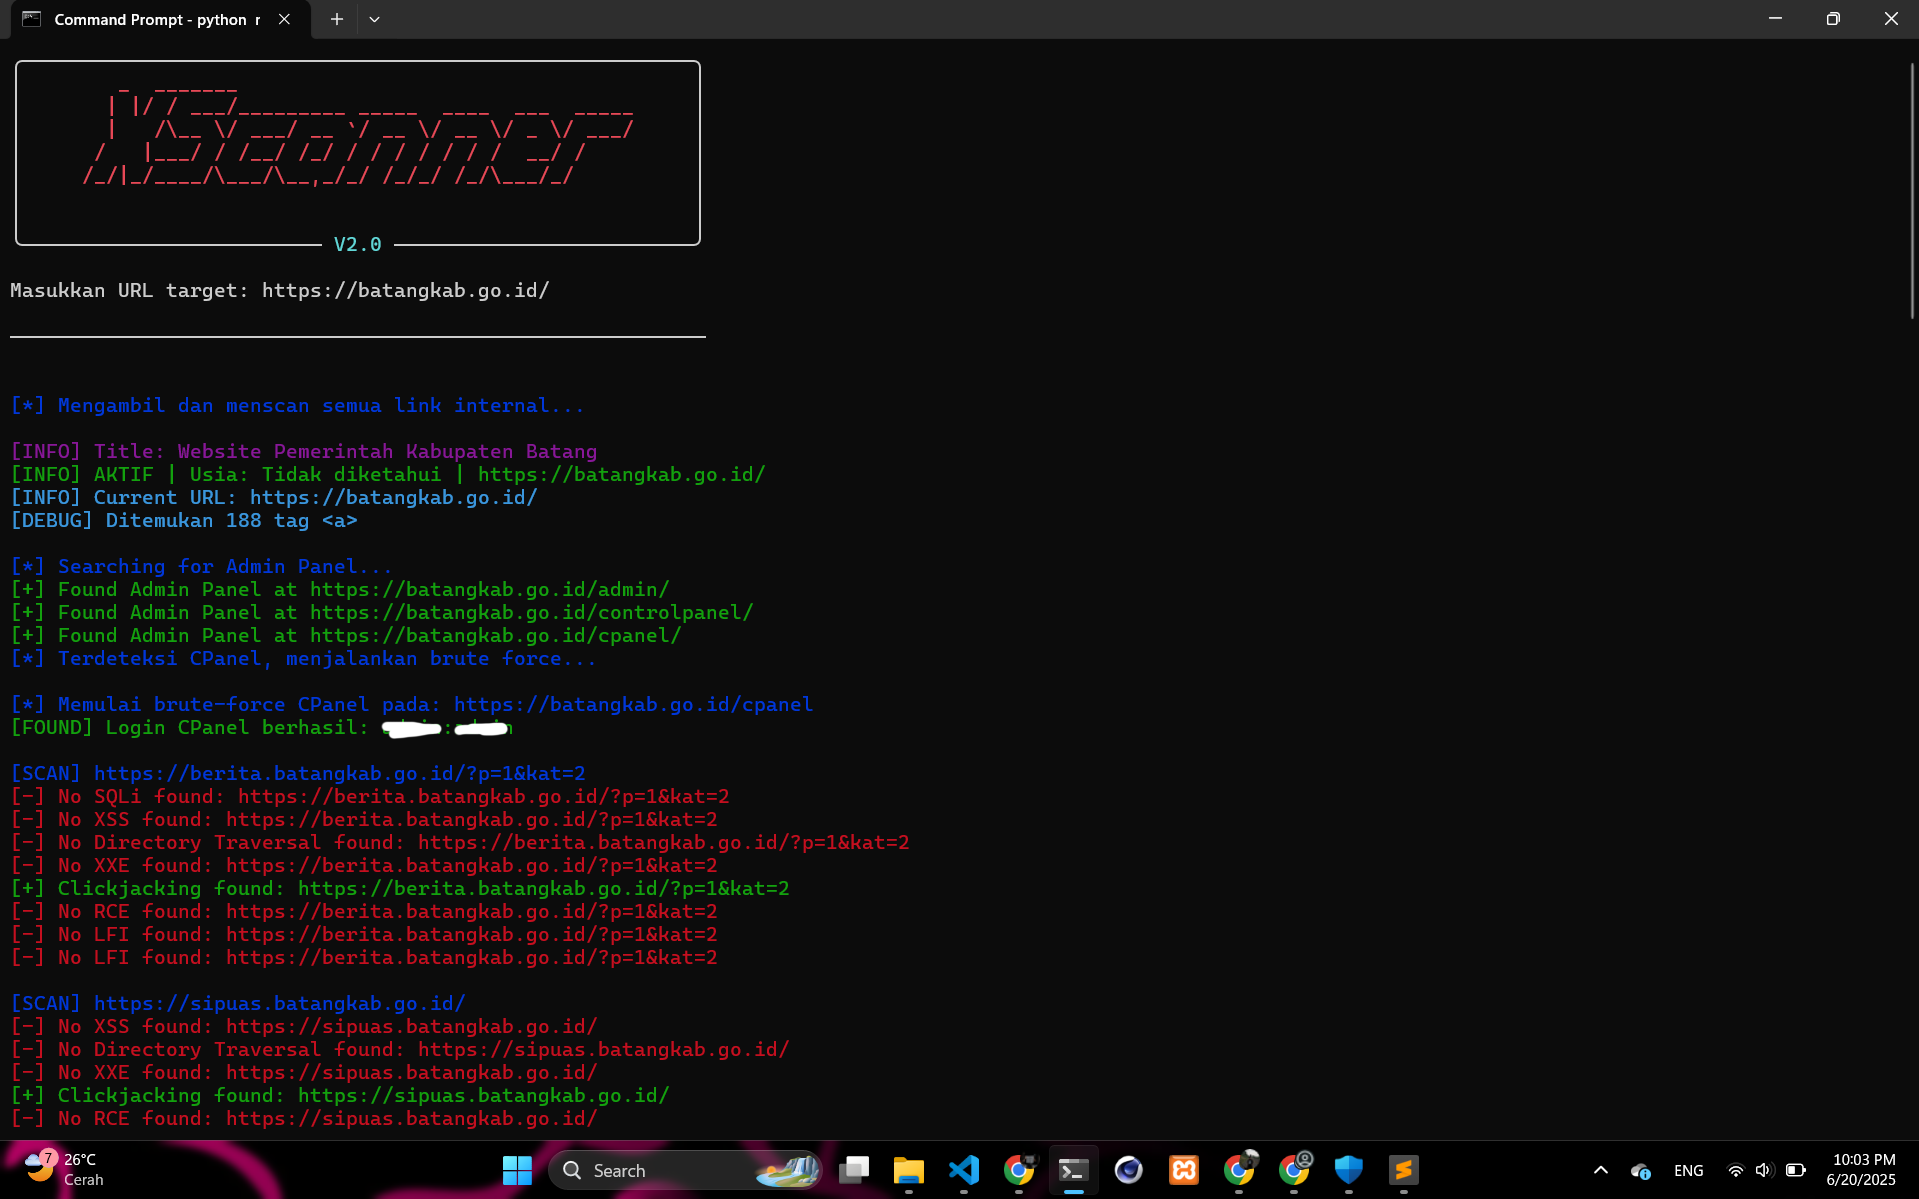 Command Prompt - python r
KScanner
V2.0
Masukkan URL target: https://batangkab.go.id/
[*] Mengambil dan menscan semua link internal...
[INFO] Title: Website Pemerintah Kabupaten Batang
[INFO] AKTIF | Usia: Tidak diketahui | https://batangkab.go.id/
[INFO] Current URL: https://batangkab.go.id/
[DEBUG] Ditemukan 188 tag <a>
[*] Searching for Admin Panel...
[+] Found Admin Panel at https://batangkab.go.id/admin/
[+] Found Admin Panel at https://batangkab.go.id/controlpanel/
[+] Found Admin Panel at https://batangkab.go.id/cpanel/
[*] Terdeteksi CPanel, menjalankan brute force...
[*] Memulai brute-force CPanel pada: https://batangkab.go.id/cpanel
[FOUND] Login CPanel berhasil:
[SCAN] https://berita.batangkab.go.id/?p=1&kat=2
[-] No SQLi found: https://berita.batangkab.go.id/?p=1&kat=2
[-] No XSS found: https://berita.batangkab.go.id/?p=1&kat=2
[-] No Directory Traversal found: https://berita.batangkab.go.id/?p=1&kat=2
[-] No XXE found: https://berita.batangkab.go.id/?p=1&kat=2
[+] Clickjacking found: https://berita.batangkab.go.id/?p=1&kat=2
[-] No RCE found: https://berita.batangkab.go.id/?p=1&kat=2
[-] No LFI found: https://berita.batangkab.go.id/?p=1&kat=2
[-] No LFI found: https://berita.batangkab.go.id/?p=1&kat=2
[SCAN] https://sipuas.batangkab.go.id/
[-] No XSS found: https://sipuas.batangkab.go.id/
[-] No Directory Traversal found: https://sipuas.batangkab.go.id/
[-] No XXE found: https://sipuas.batangkab.go.id/
[+] Clickjacking found: https://sipuas.batangkab.go.id/
[-] No RCE found: https://sipuas.batangkab.go.id/
7
26°C
Cerah
Search
ENG
10:03 PM
6/20/2025